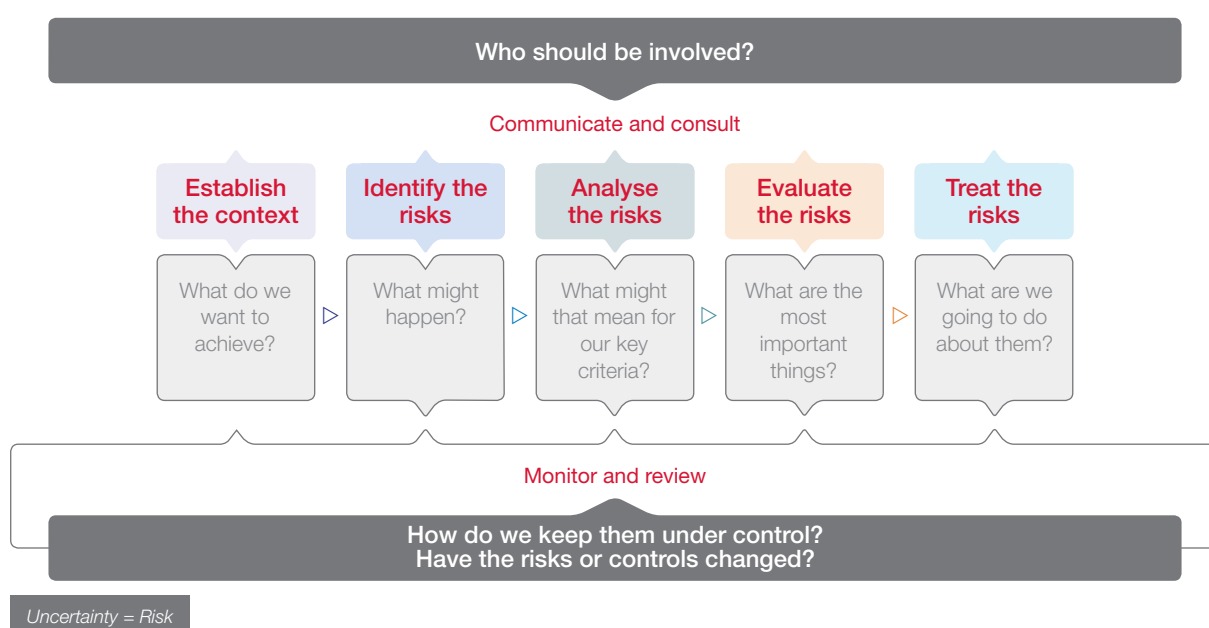 Who should be involved?
Communicate and consult
Establish
the context
Identify the
risks
Analyse
the risks
Evaluate
the risks
Treat the
risks
What do we
want to
achieve?
What might
happen?
What might
that mean for
our key
criteria?
What are the
most
important
things?
What are we
going to do
about them?
Monitor and review
How do we keep them under control?
Have the risks or controls changed?
Uncertainty = Risk